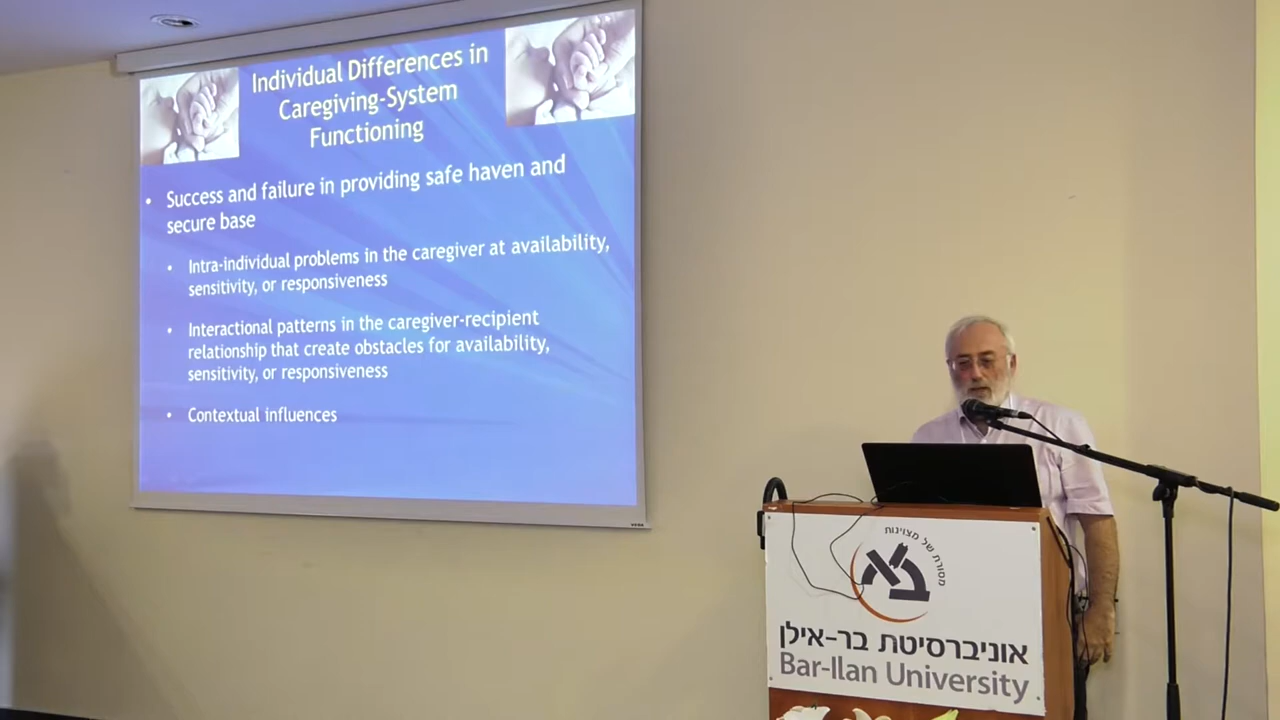 Individual Differences in
Caregiving-System
Functioning
• Success and failure in providing safe haven and
secure base
• Intra-individual problems in the caregiver at availability,
sensitivity, or responsiveness
• Interactional patterns in the caregiver-recipient
relationship that create obstacles for availability,
sensitivity, or responsiveness
• Contextual influences
מסורת של מצוינות
אוניברסיטת בר-אילן
Bar-Ilan University